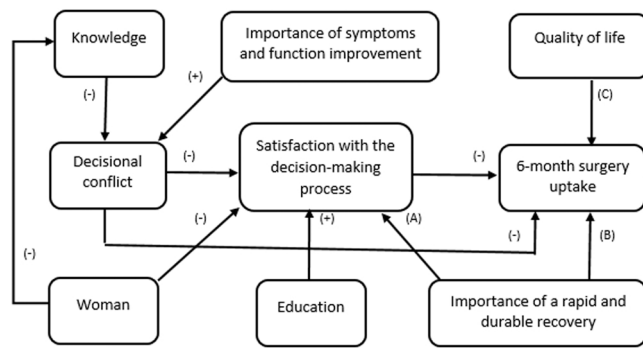 Knowledge
Importance of symptoms
and function improvement
Quality of life
(-)
(+)
(C)
Decisional
conflict
(-)
Satisfaction with the
decision-making
process
(-)
6-month surgery
uptake
(-)
(+)
(A)
(-)
(B)
(-)
Woman
Education
Importance of a rapid and
durable recovery